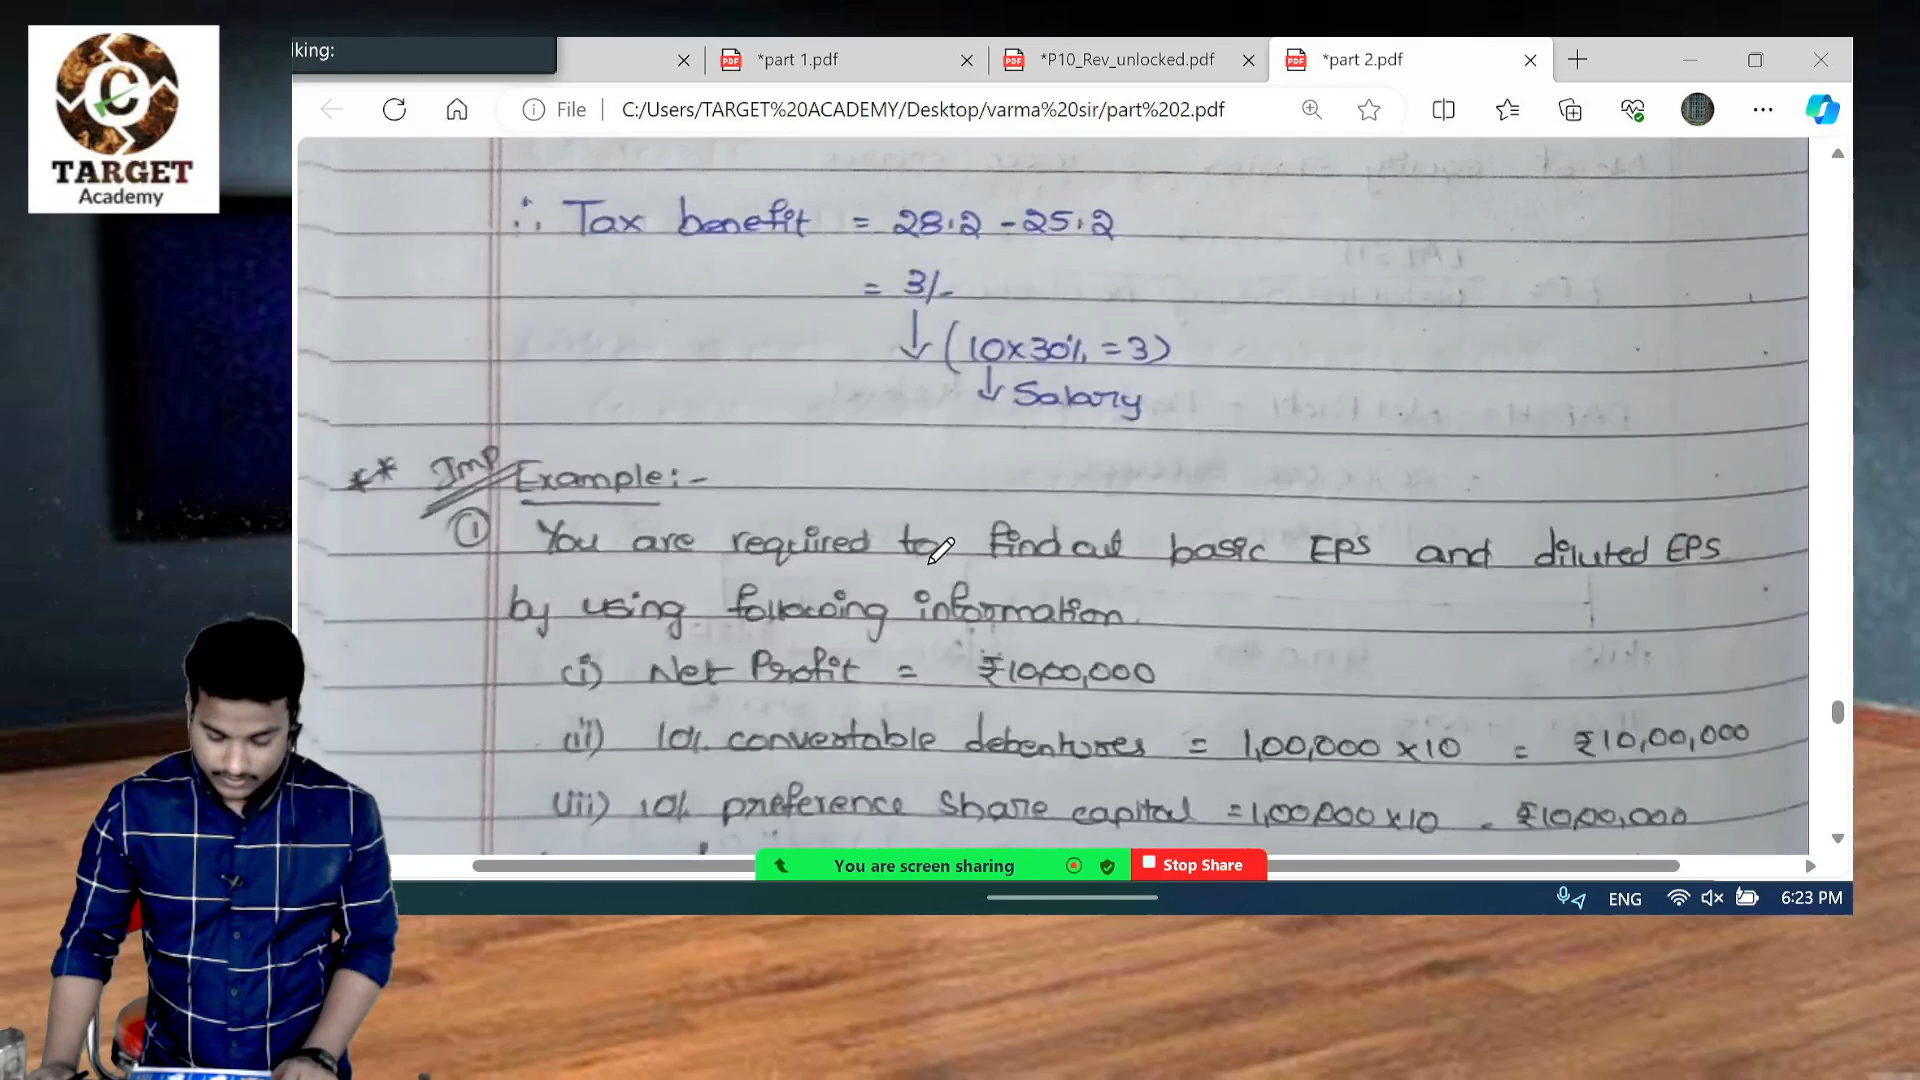 TARGET
Academy
lking:
*part 1.pdf
*P10_Rev_unlocked.pdf
*part 2.pdf
File
C:/Users/TARGET%20ACADEMY/Desktop/varma%20sir/part%202.pdf
∴ Tax benefit = 28.2 - 25.2
= 3/-
(10x30% = 3)
Salary
** Imp Example:-
① You are required to find out basic EPS and diluted EPS
by using following information.
(i) Net Profit = ₹10,00,000
(ii) 10% convertable debentures = 1,00,000 x10 = ₹10,00,000
(iii) 10% preference share capital = 1,00,000 x10 = ₹10,00,000
You are screen sharing
Stop Share
ENG
6:23 PM